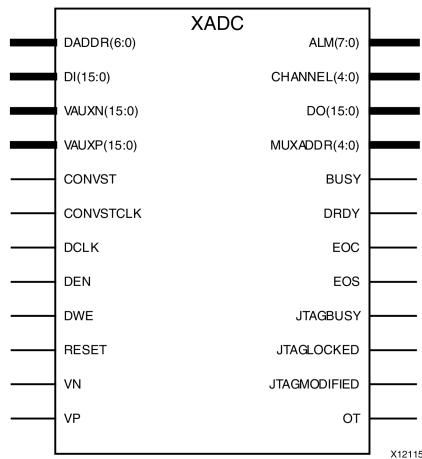 XADC
DADDR(6:0) ALM(7:0)
DI(15:0) CHANNEL(4:0)
VAUXN(15:0) DO(15:0)
VAUXP(15:0) MUXADDR(4:0)
CONVST BUSY
CONVSTCLK DRDY
DCLK EOC
DEN EOS
DWE JTAGBUSY
RESET JTAGLOCKED
VN JTAGMODIFIED
VP OT
X12115